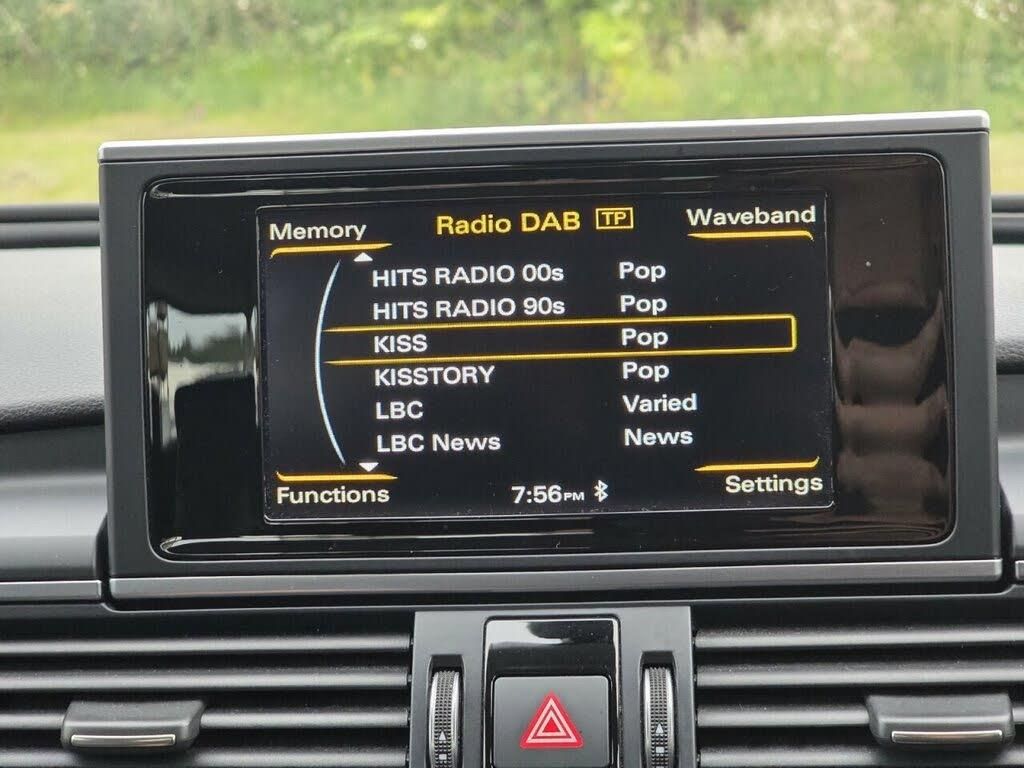 Memory Radio DAB TP Waveband
HITS RADIO 00s Pop
HITS RADIO 90s Pop
KISS Pop
KISSTORY Pop
LBC Varied
LBC News News
Functions 7:56PM Settings